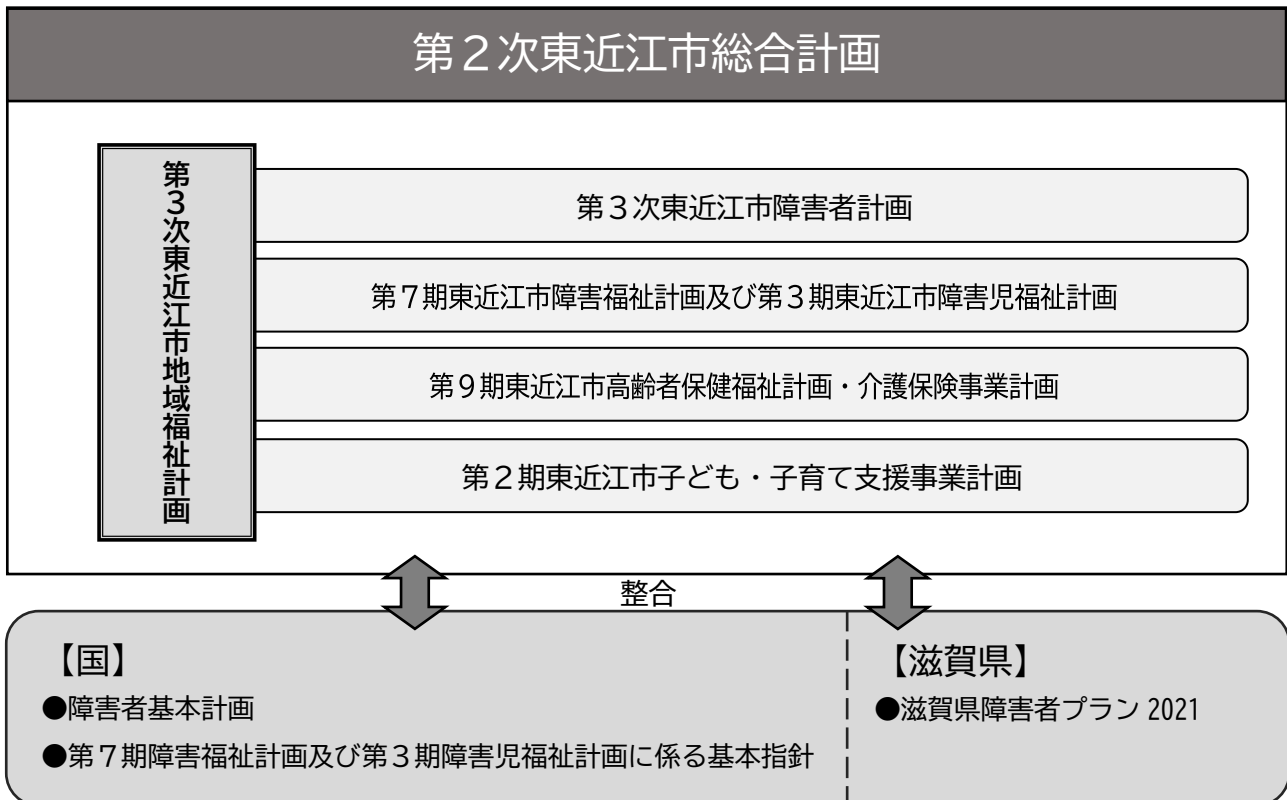 第２次東近江市総合計画
第３次東近江市地域福祉計画
第３次東近江市障害者計画
第７期東近江市障害福祉計画及び第３期東近江市障害児福祉計画
第９期東近江市高齢者保健福祉計画・介護保険事業計画
第２期東近江市子ども・子育て支援事業計画
整合
【国】
●障害者基本計画
●第７期障害福祉計画及び第３期障害児福祉計画に係る基本指針
【滋賀県】
●滋賀県障害者プラン 2021